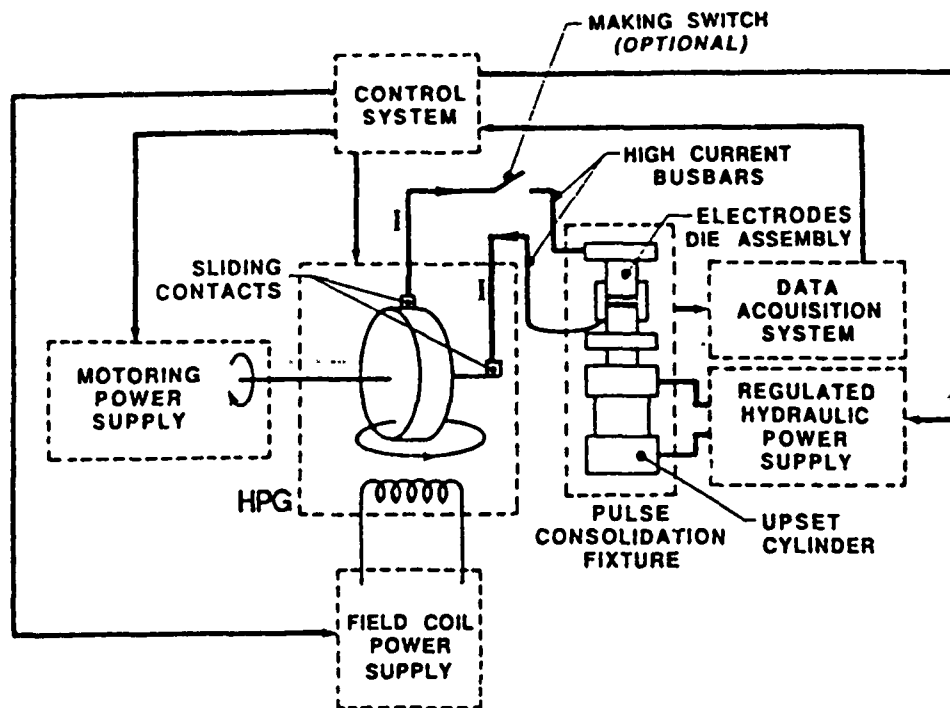 MAKING SWITCH
(OPTIONAL)
CONTROL
SYSTEM
HIGH CURRENT
BUSBARS
ELECTRODES
DIE ASSEMBLY
SLIDING
CONTACTS
I
I
DATA
ACQUISITION
SYSTEM
MOTORING
POWER
SUPPLY
REGULATED
HYDRAULIC
POWER
SUPPLY
HPG
PULSE
CONSOLIDATION
FIXTURE
UPSET
CYLINDER
FIELD COIL
POWER
SUPPLY